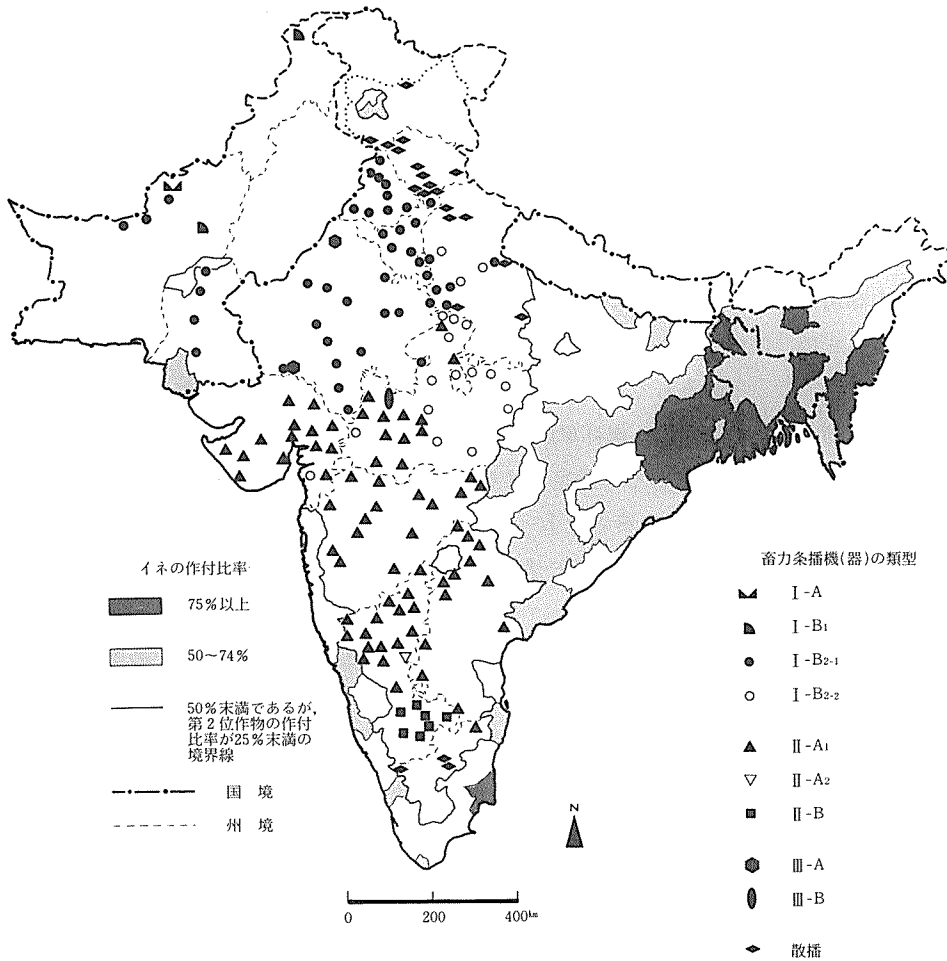 イネの作付比率
75%以上
50～74%
50%末満であるが、
第2位作物の作付
比率が25%末満の
境界線
国 境
州 境
N
0 200 400km
畜力条播機(器)の類型
Ⅰ-A
Ⅰ-B1
Ⅰ-B2-1
Ⅰ-B2-2
Ⅱ-A1
Ⅱ-A2
Ⅱ-B
Ⅲ-A
Ⅲ-B
散播